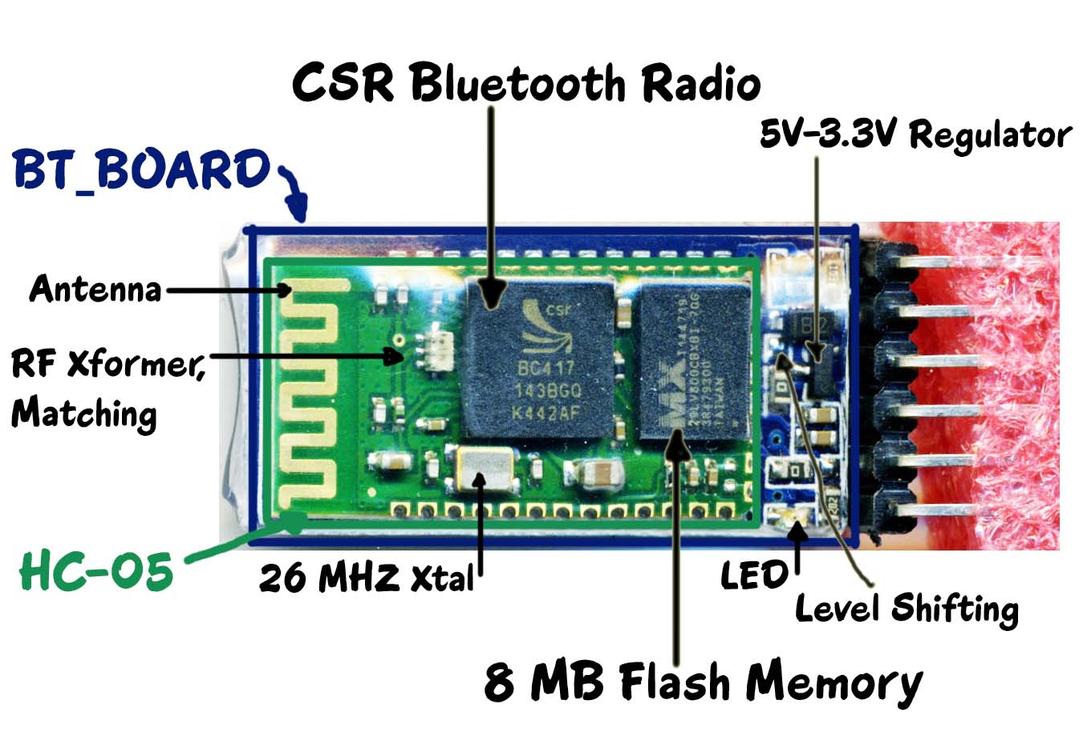 CSR Bluetooth Radio
5V-3.3V Regulator
BT_BOARD
Antenna
RF Xformer,
Matching
csr
BC417
143BGQ
K442AF
MX
29LV800CBXBI-70G
TAIWAN
B12
HC-05
26 MHZ Xtal
LED
Level Shifting
8 MB Flash Memory